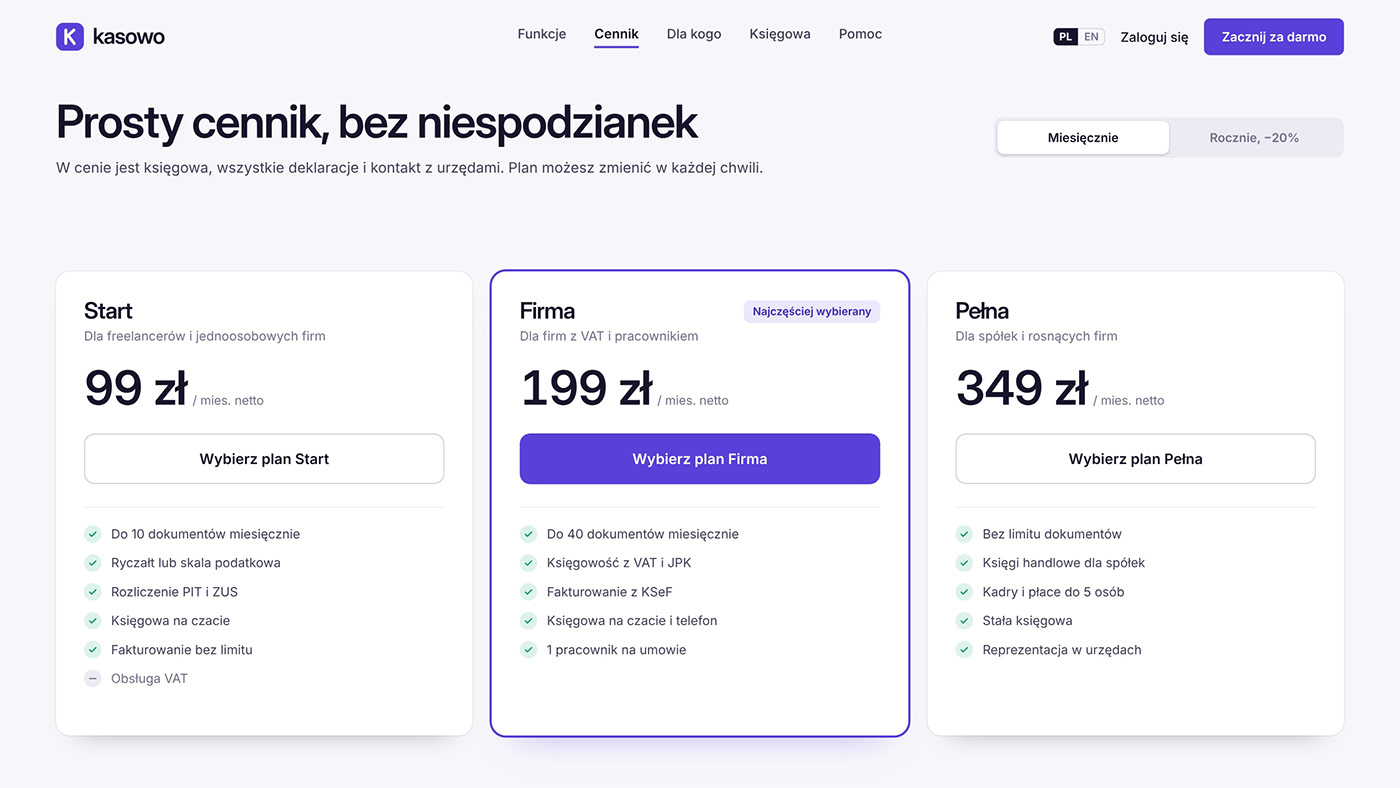 K kasowo
Funkcje Cennik Dla kogo Księgowa Pomoc
PL EN Zaloguj się Zacznij za darmo
Prosty cennik, bez niespodzianek
W cenie jest księgowa, wszystkie deklaracje i kontakt z urzędami. Plan możesz zmienić w każdej chwili.
Miesięcznie Rocznie, −20%
Start
Dla freelancerów i jednoosobowych firm
99 zł / mies. netto
Wybierz plan Start
Do 10 dokumentów miesięcznie
Ryczałt lub skala podatkowa
Rozliczenie PIT i ZUS
Księgowa na czacie
Fakturowanie bez limitu
Obsługa VAT
Firma Najczęściej wybierany
Dla firm z VAT i pracownikiem
199 zł / mies. netto
Wybierz plan Firma
Do 40 dokumentów miesięcznie
Księgowość z VAT i JPK
Fakturowanie z KSeF
Księgowa na czacie i telefon
1 pracownik na umowie
Pełna
Dla spółek i rosnących firm
349 zł / mies. netto
Wybierz plan Pełna
Bez limitu dokumentów
Księgi handlowe dla spółek
Kadry i płace do 5 osób
Stała księgowa
Reprezentacja w urzędach